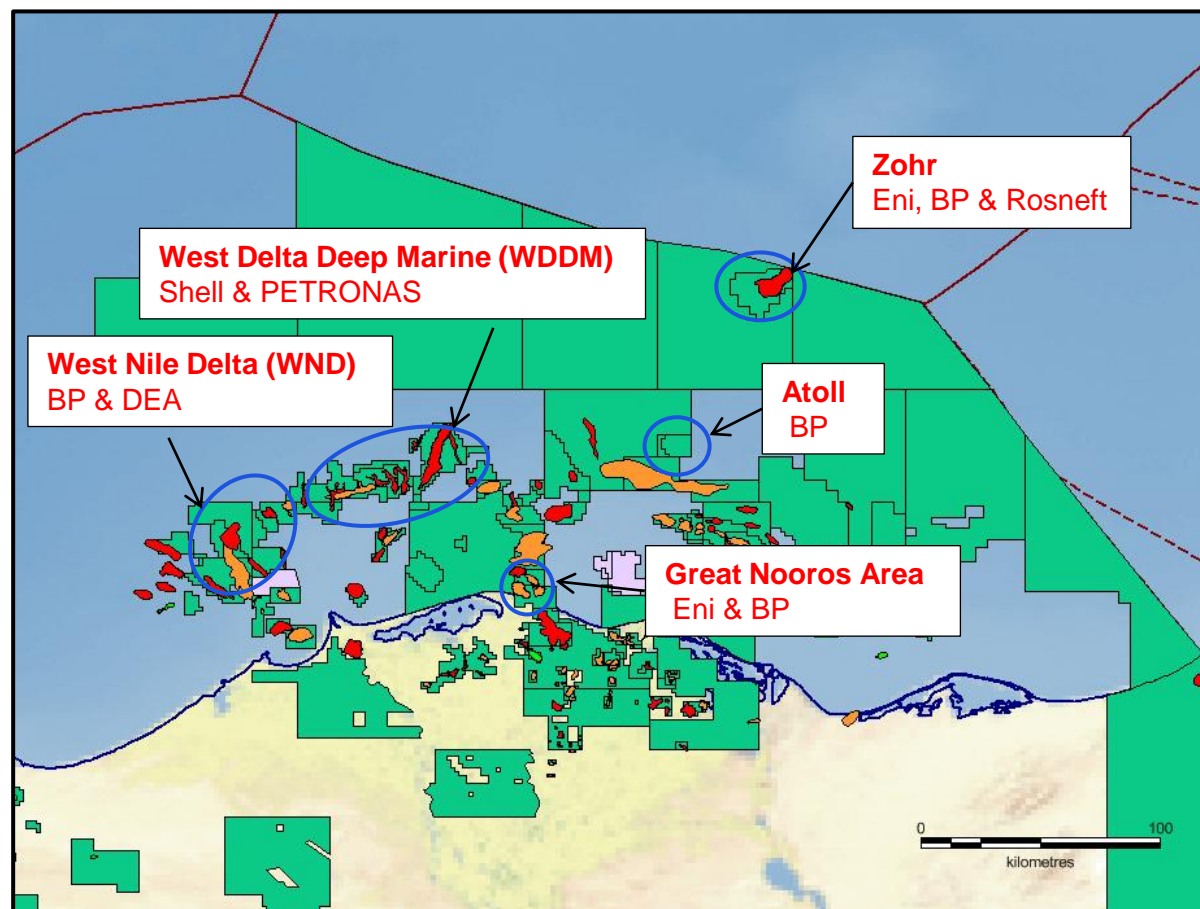 Zohr
Eni, BP & Rosneft
West Delta Deep Marine (WDDM)
Shell & PETRONAS
West Nile Delta (WND)
BP & DEA
Atoll
BP
Great Nooros Area
Eni & BP
0 100
kilometres